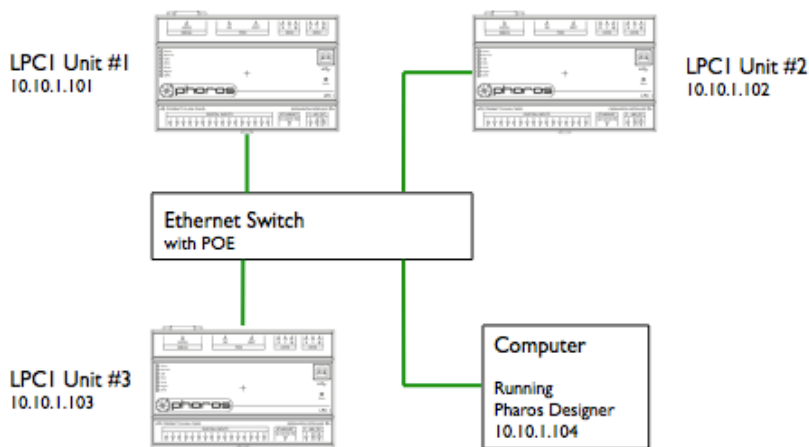 LPC1 Unit #1
10.10.1.101
pharos
LPC1 Unit #2
10.10.1.102
pharos
Ethernet Switch
with POE
LPC1 Unit #3
10.10.1.103
pharos
Computer
Running
Pharos Designer
10.10.1.104